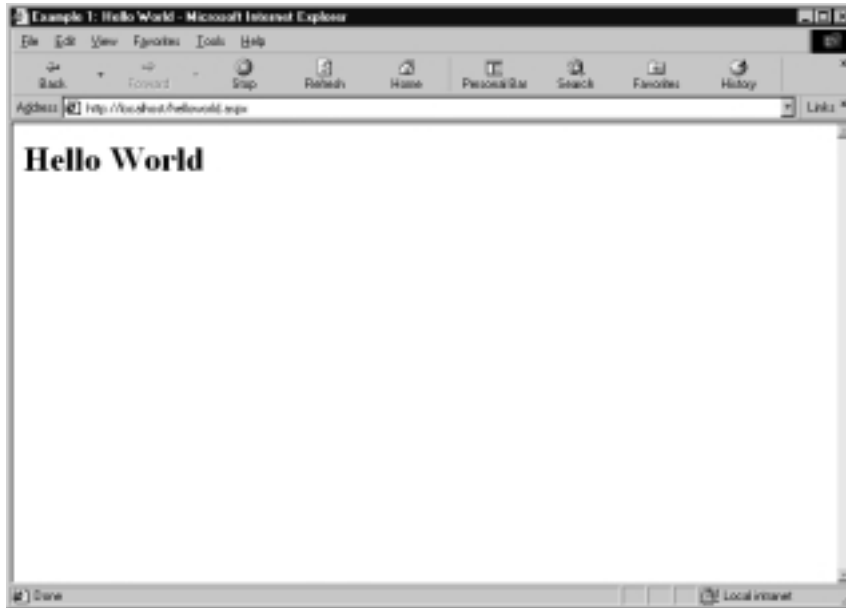 Example 1: Hello World - Microsoft Internet Explorer
File Edit View Favorites Tools Help
Back Forward Stop Refresh Home Personal Bar Search Favorites History
Address http://localhost/helloworld.aspx Links
Hello World
Done Local intranet